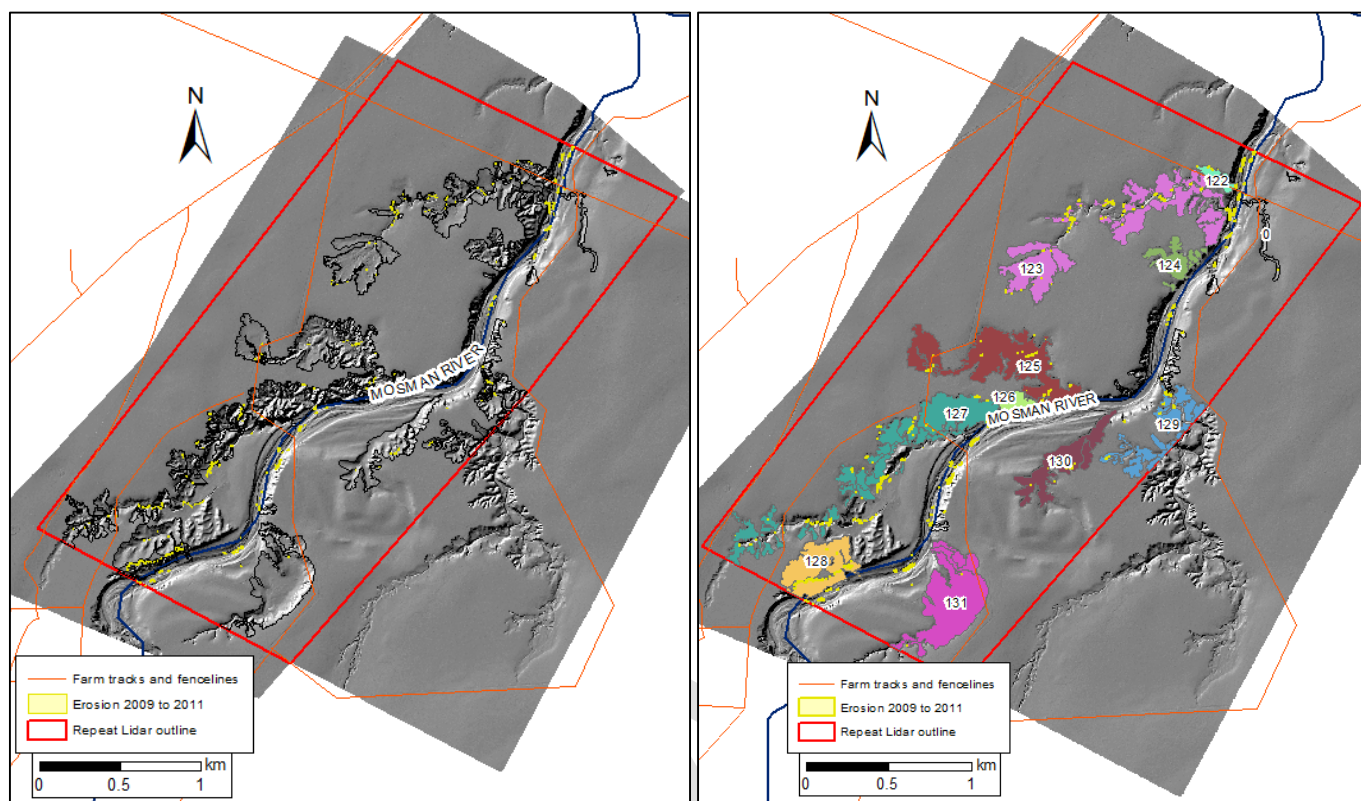 N
MOSMAN RIVER
Farm tracks and fencelines
Erosion 2009 to 2011
Repeat Lidar outline
km
0 0.5 1
N
122
0
123
124
125
126
MOSMAN RIVER
127
129
130
128
131
Farm tracks and fencelines
Erosion 2009 to 2011
Repeat Lidar outline
km
0 0.5 1